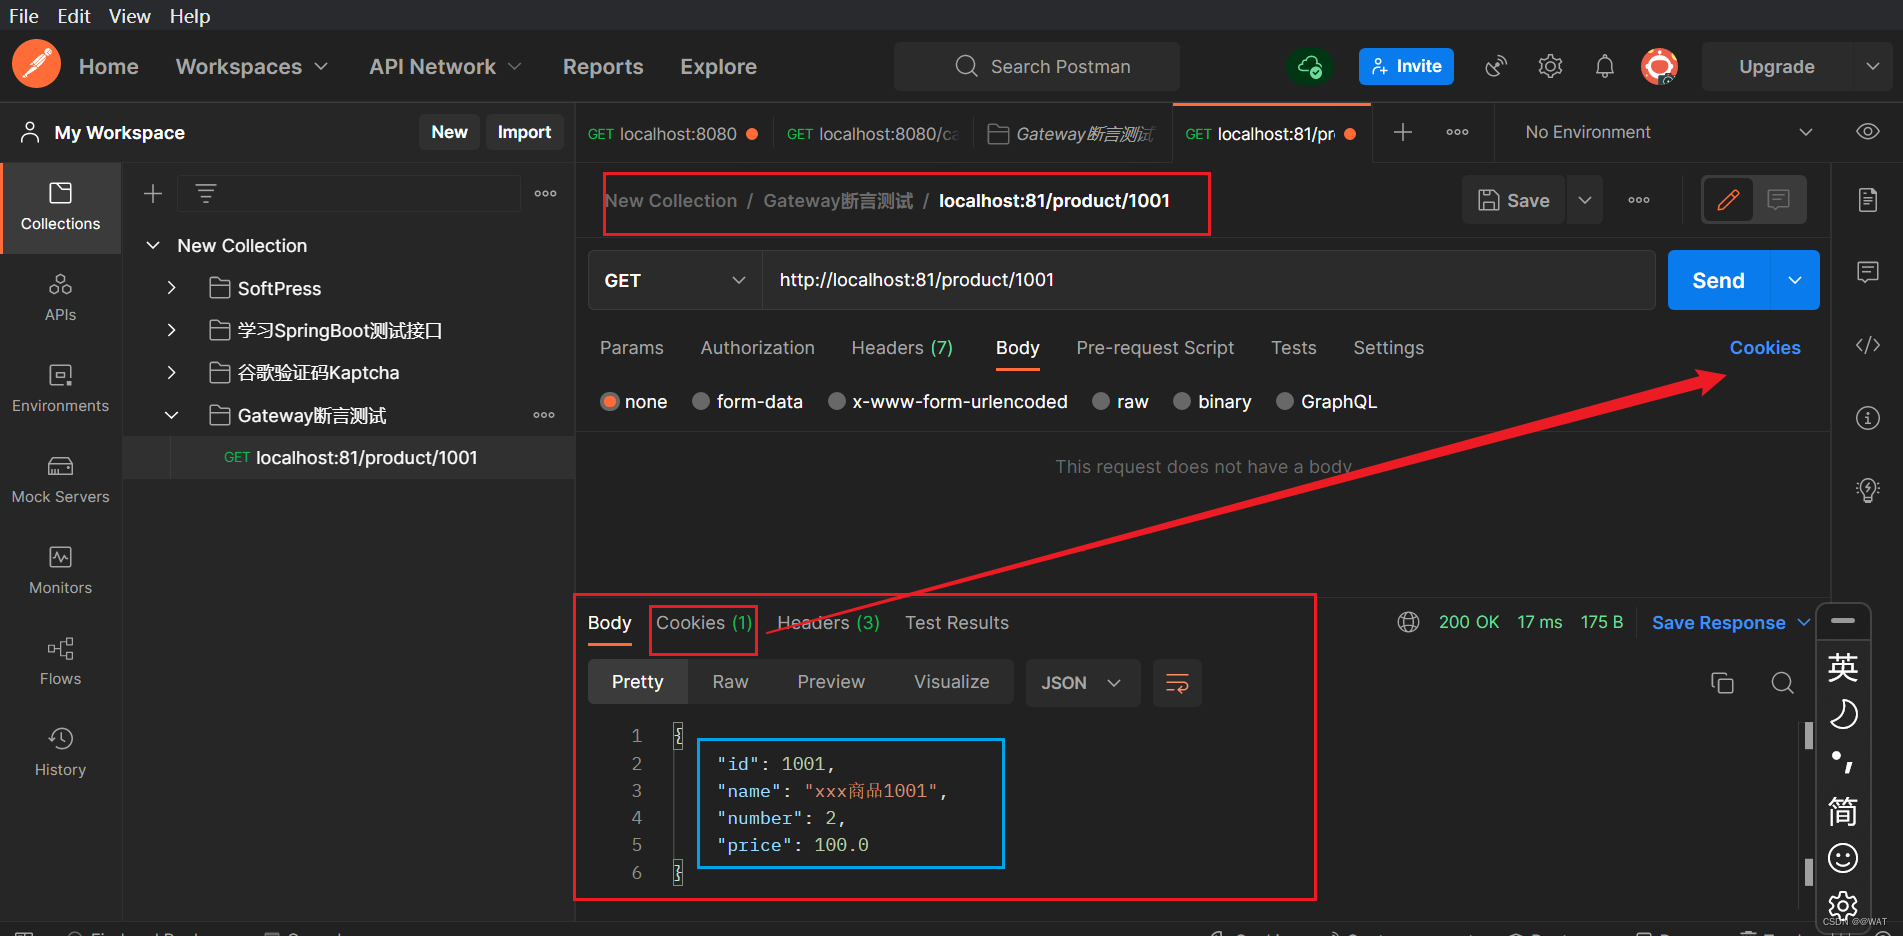 File Edit View Help
Home Workspaces API Network Reports Explore Search Postman Invite Upgrade
My Workspace New Import
GET localhost:8080 GET localhost:8080/ca Gateway断言测试 GET localhost:81/pr No Environment
New Collection / Gateway断言测试 / localhost:81/product/1001 Save
Collections
APIs
Environments
Mock Servers
Monitors
Flows
History
New Collection
SoftPress
学习SpringBoot测试接口
谷歌验证码Kaptcha
Gateway断言测试
GET localhost:81/product/1001
GET http://localhost:81/product/1001 Send
Params Authorization Headers (7) Body Pre-request Script Tests Settings Cookies
none form-data x-www-form-urlencoded raw binary GraphQL
This request does not have a body
Body Cookies (1) Headers (3) Test Results 200 OK 17 ms 175 B Save Response
Pretty Raw Preview Visualize JSON
1 {
2 "id": 1001,
3 "name": "xxx商品1001",
4 "number": 2,
5 "price": 100.0
6 }
英
简
CSDN @@WAT